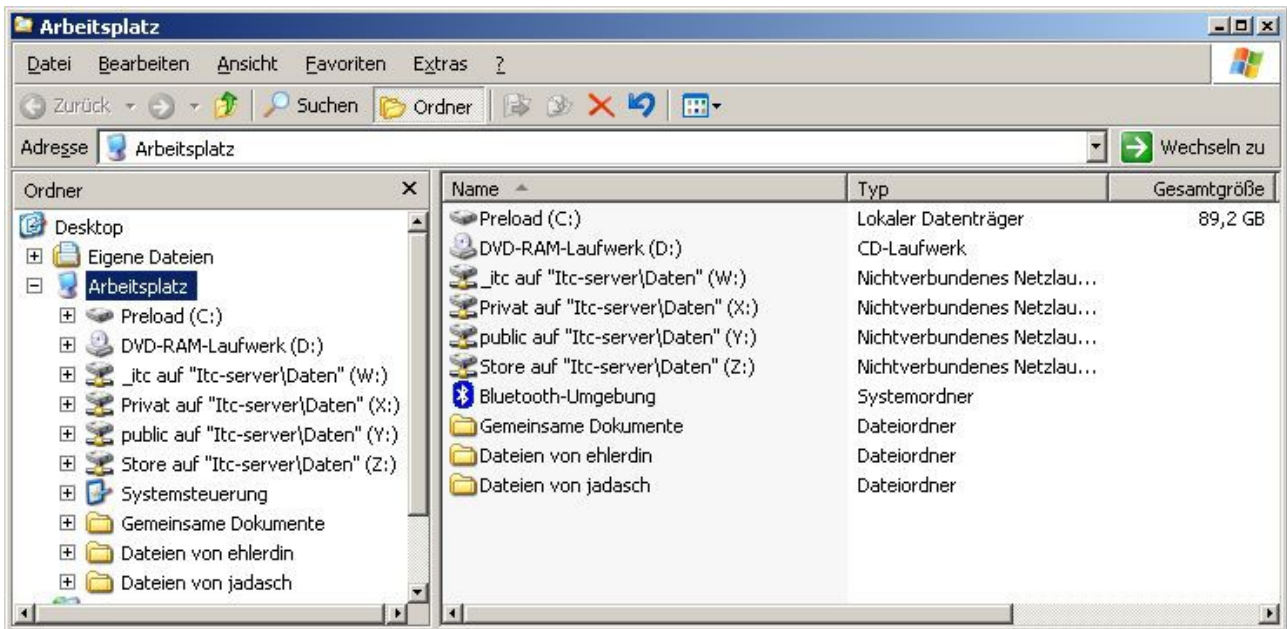 Arbeitsplatz
Datei Bearbeiten Ansicht Favoriten Extras ?
Zurück Suchen Ordner
Adresse Arbeitsplatz Wechseln zu
Ordner
Desktop
Eigene Dateien
Arbeitsplatz
Preload (C:)
DVD-RAM-Laufwerk (D:)
_itc auf "Itc-server\Daten" (W:)
Privat auf "Itc-server\Daten" (X:)
public auf "Itc-server\Daten" (Y:)
Store auf "Itc-server\Daten" (Z:)
Systemsteuerung
Gemeinsame Dokumente
Dateien von ehlerdin
Dateien von jadasch
Name Typ Gesamtgröße
Preload (C:) Lokaler Datenträger 89,2 GB
DVD-RAM-Laufwerk (D:) CD-Laufwerk
_itc auf "Itc-server\Daten" (W:) Nichtverbundenes Netzlau...
Privat auf "Itc-server\Daten" (X:) Nichtverbundenes Netzlau...
public auf "Itc-server\Daten" (Y:) Nichtverbundenes Netzlau...
Store auf "Itc-server\Daten" (Z:) Nichtverbundenes Netzlau...
Bluetooth-Umgebung Systemordner
Gemeinsame Dokumente Dateiordner
Dateien von ehlerdin Dateiordner
Dateien von jadasch Dateiordner